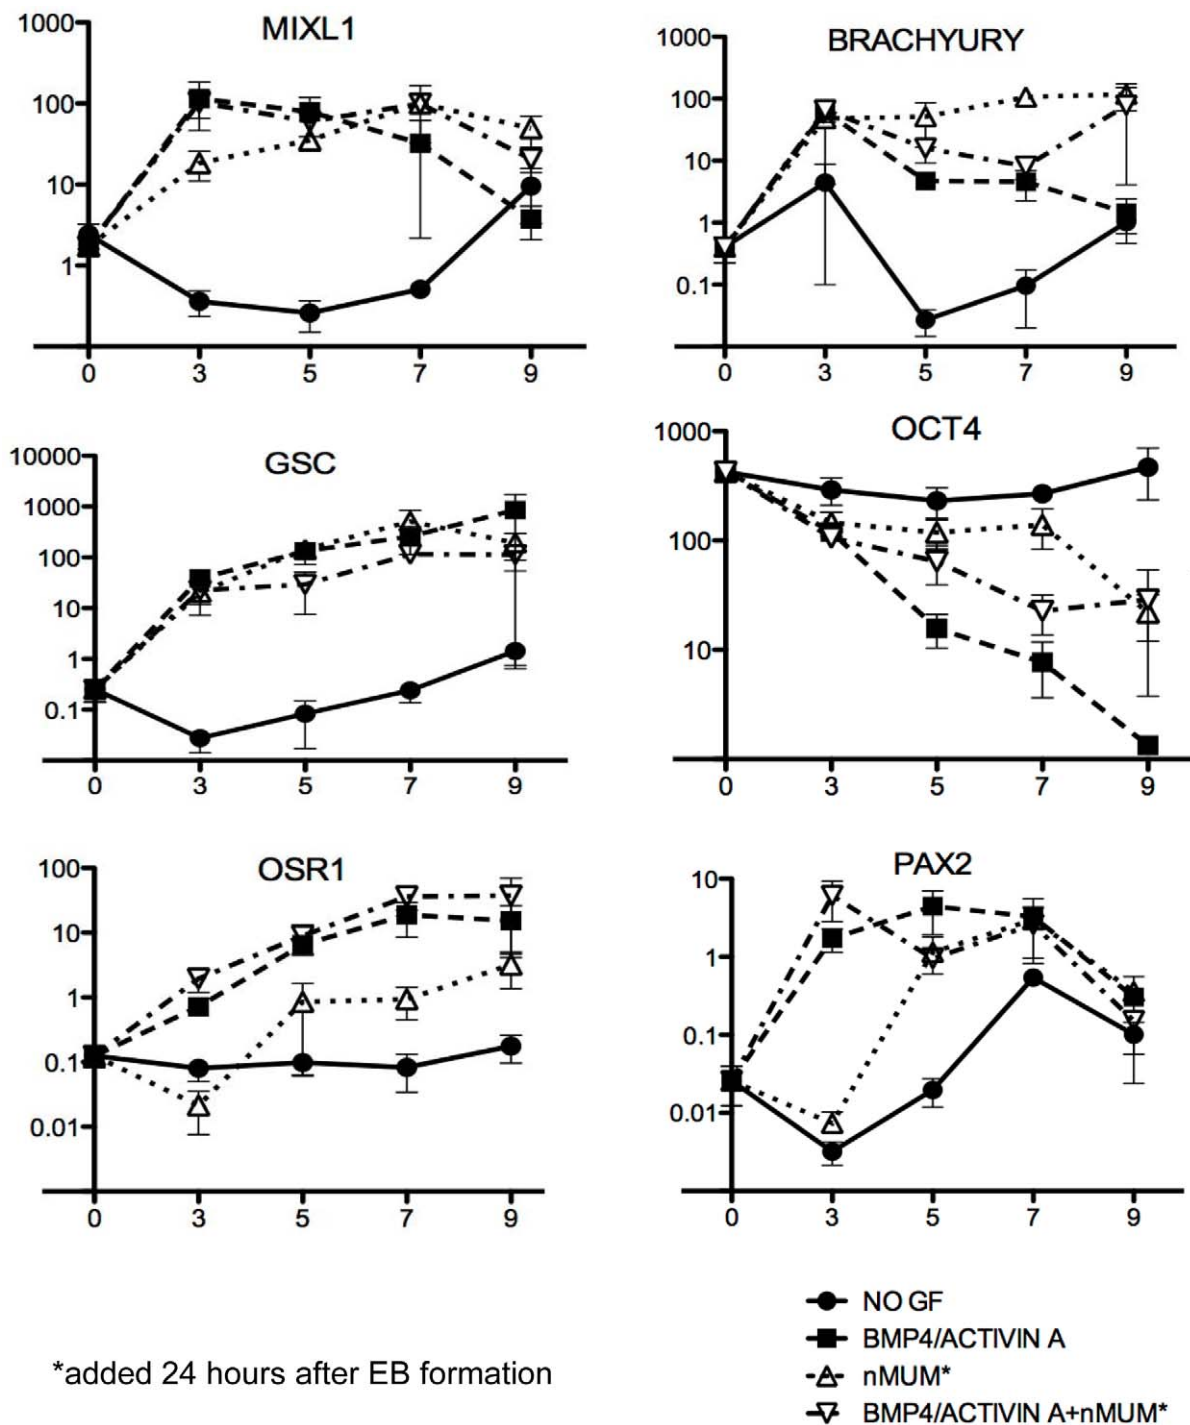 MIXL1
1000
100
10
1
0 3 5 7 9
BRACHYURY
1000
100
10
1
0.1
0 3 5 7 9
GSC
10000
1000
100
10
1
0.1
0 3 5 7 9
OCT4
1000
100
10
0 3 5 7 9
OSR1
100
10
1
0.1
0.01
0 3 5 7 9
PAX2
10
1
0.1
0.01
0 3 5 7 9
*added 24 hours after EB formation
NO GF
BMP4/ACTIVIN A
nMUM*
BMP4/ACTIVIN A+nMUM*